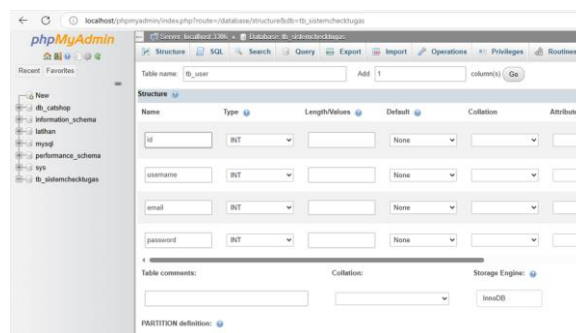 localhost/phpmyadmin/index.php?route=/database/structure&db=tb_sistemchecktugas
phpMyAdmin
Server: localhost:3306 » Database: tb_sistemchecktugas
Structure SQL Search Query Export Import Operations Privileges Routines
Recent Favorites
Table name: tb_user Add 1 column(s) Go
Structure
New
db_catshop
information_schema
latihan
mysql
performance_schema
sys
tb_sistemchecktugas
Name Type Length/Values Default Collation Attribute
id INT None
username INT None
email INT None
password INT None
Table comments: Collation: Storage Engine:
InnoDB
PARTITION definition: